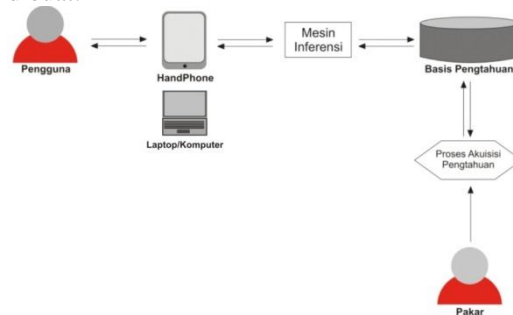 Pengguna
HandPhone
Mesin
Inferensi
Basis Pengtahuan
Laptop/Komputer
Proses Akuisisi
Pengtahuan
Pakar